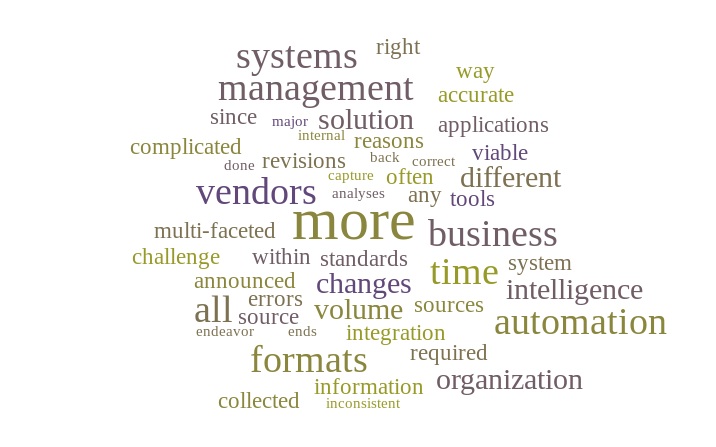 systems right
way
management accurate
since major solution applications
internal
complicated reasons
done revisions back correct viable
capture often different
vendors analyses any tools
more
multi-faceted business
challenge within standards system
announced changes time intelligence
all errors volume sources
source automation
endeavor ends integration
formats required
information organization
collected inconsistent